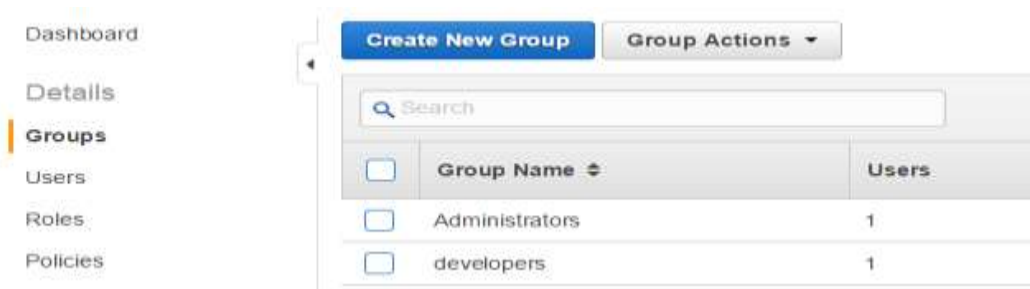 Dashboard
Details
Groups
Users
Roles
Policies
Create New Group
Group Actions
Search
Group Name
Users
Administrators
1
developers
1